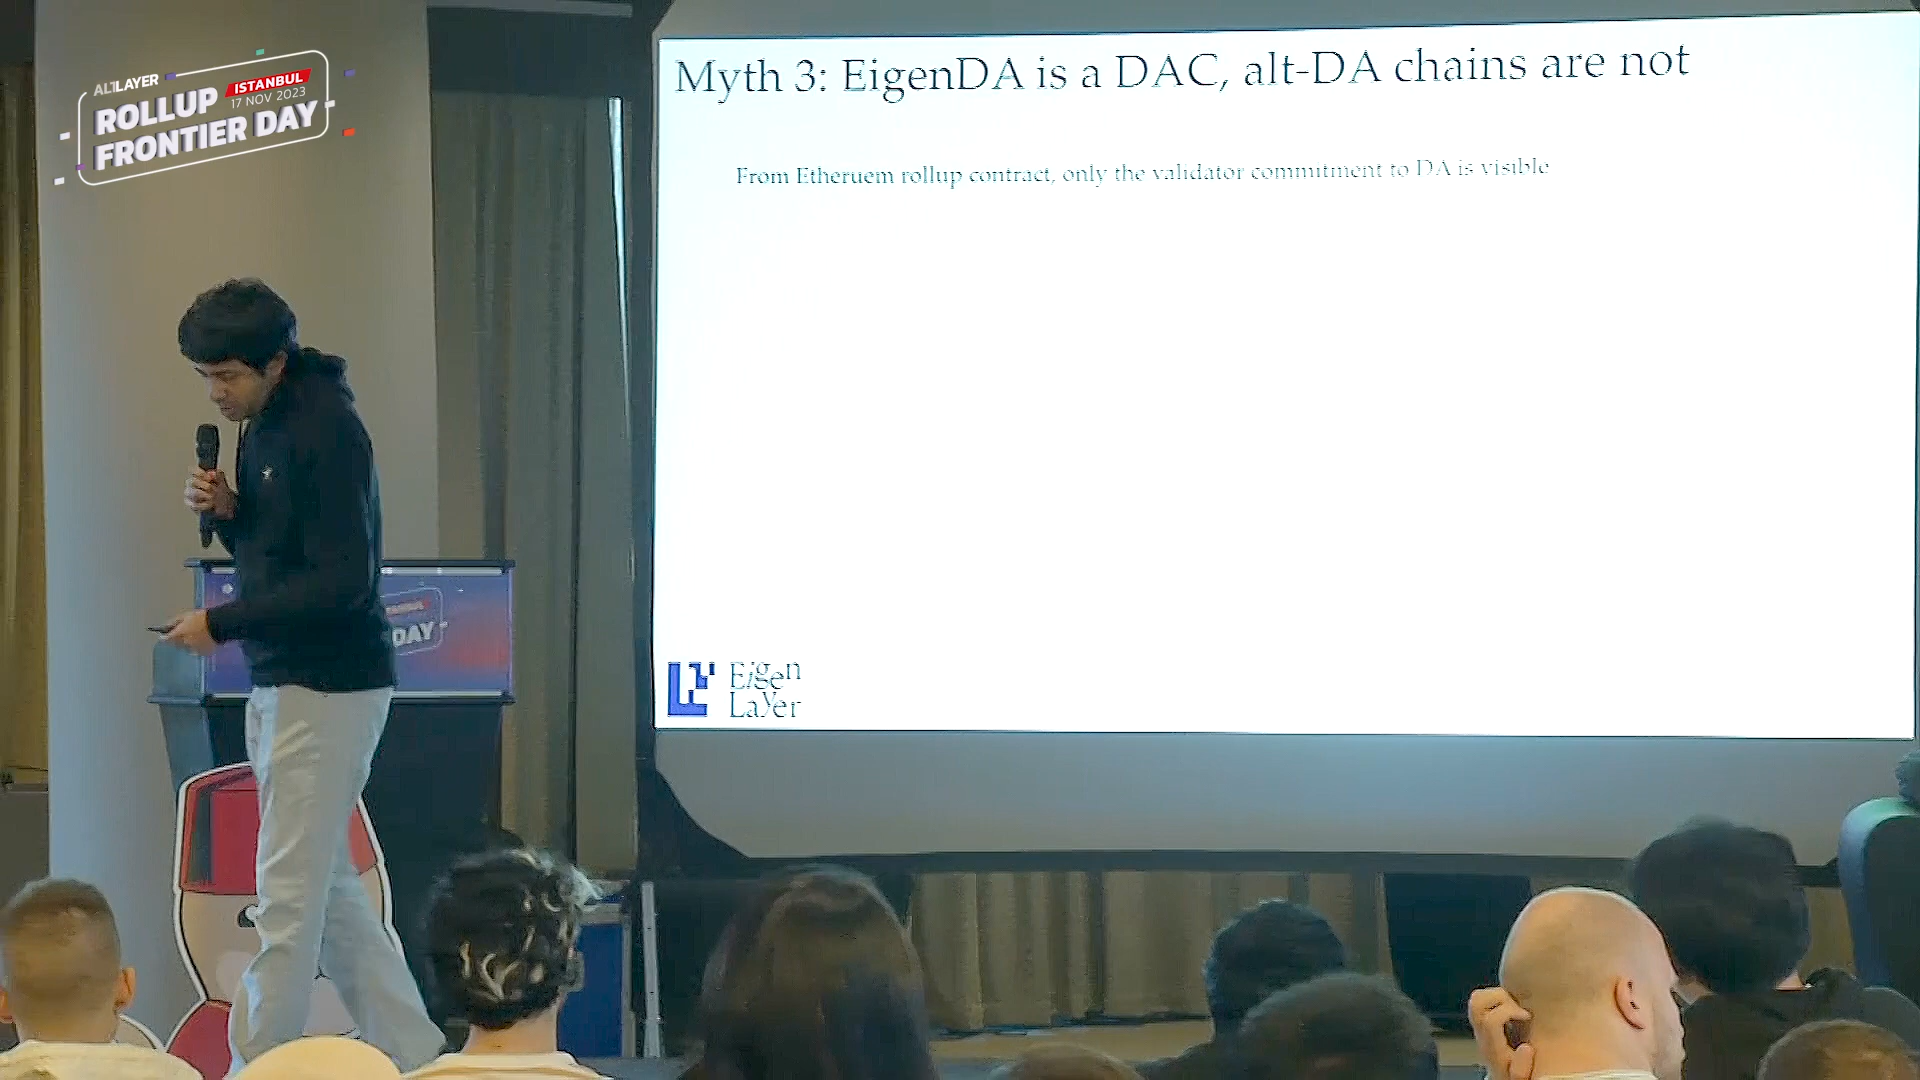 ALTLAYER
ROLLUP
ISTANBUL
17 NOV 2023
FRONTIER DAY
Myth 3: EigenDA is a DAC, alt-DA chains are not
From Etheruem rollup contract, only the validator commitment to DA is visible
Eigen
Layer
DAY